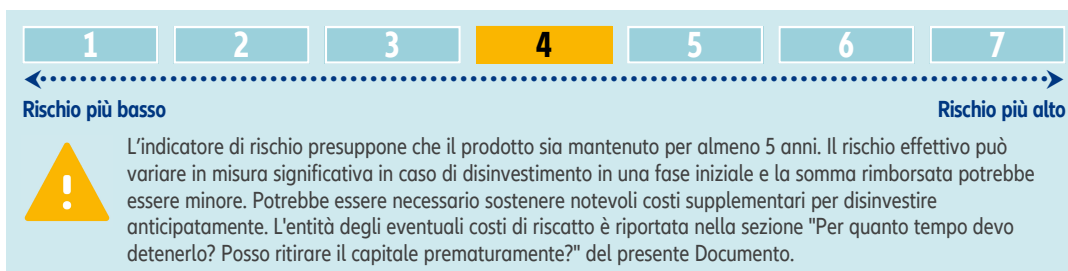 1 2 3 4 5 6 7
Rischio più basso Rischio più alto
L'indicatore di rischio presuppone che il prodotto sia mantenuto per almeno 5 anni. Il rischio effettivo può
variare in misura significativa in caso di disinvestimento in una fase iniziale e la somma rimborsata potrebbe
essere minore. Potrebbe essere necessario sostenere notevoli costi supplementari per disinvestire
anticipatamente. L'entità degli eventuali costi di riscatto è riportata nella sezione "Per quanto tempo devo
detenerlo? Posso ritirare il capitale prematuramente?" del presente Documento.